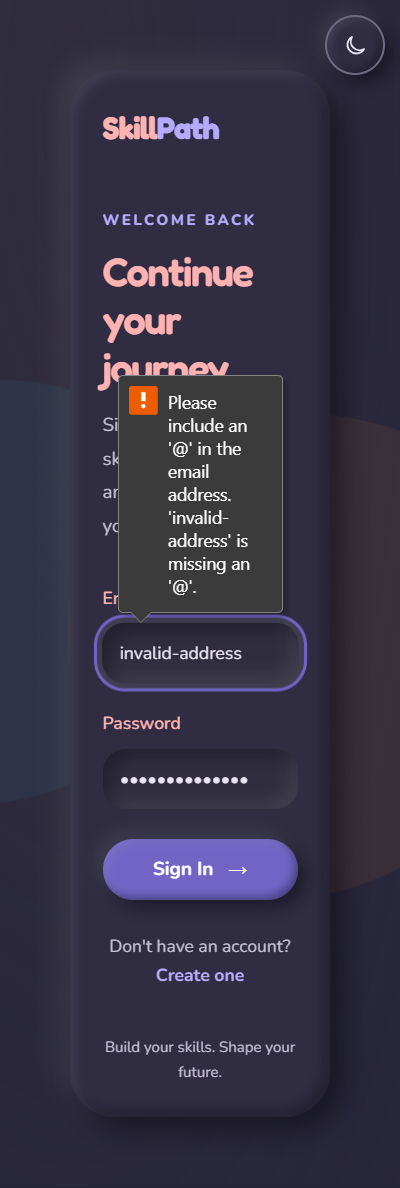 SkillPath
WELCOME BACK
Continue
your
journey
Please
include an
'@' in the
email
address.
'invalid-
address' is
missing an
'@'.
invalid-address
Password
Sign In →
Don't have an account?
Create one
Build your skills. Shape your
future.